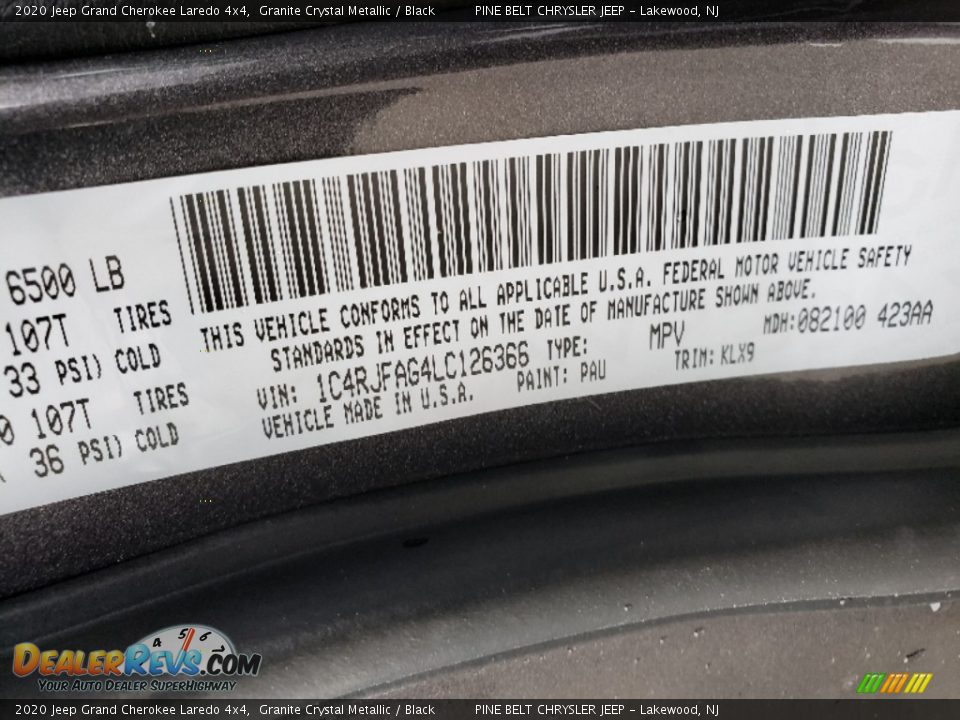 2020 Jeep Grand Cherokee Laredo 4x4, Granite Crystal Metallic / Black PINE BELT CHRYSLER JEEP – Lakewood, NJ
6500 LB
107T TIRES
33 PSI) COLD
0 107T TIRES
36 PSI) COLD
THIS VEHICLE CONFORMS TO ALL APPLICABLE U.S.A. FEDERAL MOTOR VEHICLE SAFETY
STANDARDS IN EFFECT ON THE DATE OF MANUFACTURE SHOWN ABOVE.
VIN: 1C4RJFAG4LC126366 TYPE: MPV MDH:082100 423AA
VEHICLE MADE IN U.S.A. PAINT: PAU TRIM: KLX9
4 5 6
DEALERREVS.COM
YOUR AUTO DEALER SUPERHIGHWAY
2020 Jeep Grand Cherokee Laredo 4x4, Granite Crystal Metallic / Black PINE BELT CHRYSLER JEEP – Lakewood, NJ